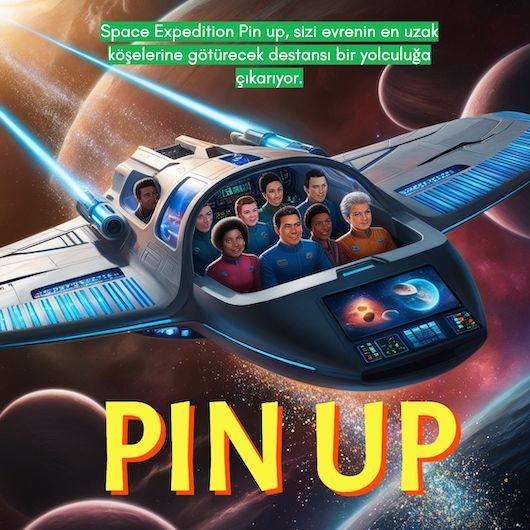 Space Expedition Pin up, sizi evrenin en uzak
köşelerine götürecek destansı bir yolculuğa
çıkarıyor.
PIN UP